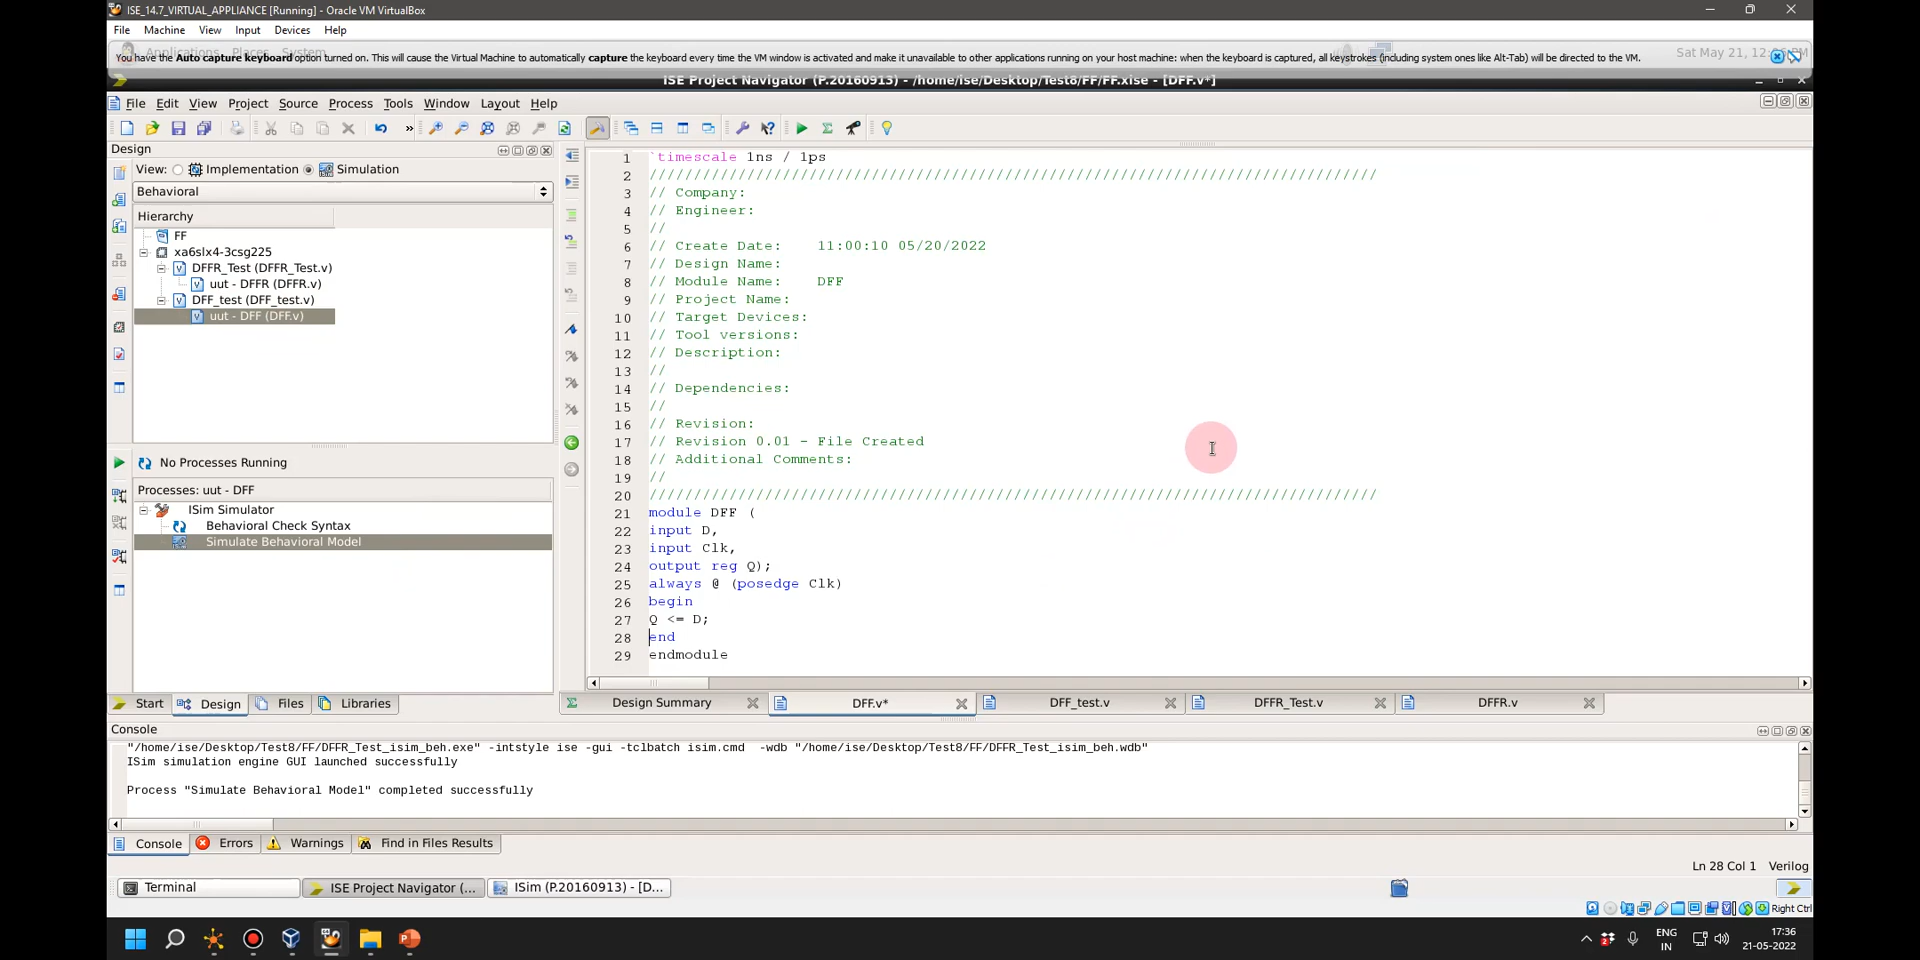 ISE_14.7_VIRTUAL_APPLIANCE [Running] - Oracle VM VirtualBox
File Machine View Input Devices Help
Applications Places System
Sat May 21, 12:
You have the Auto capture keyboard option turned on. This will cause the Virtual Machine to automatically capture the keyboard every time the VM window is activated and make it unavailable to other applications running on your host machine: when the keyboard is captured, all keystrokes (including system ones like Alt-Tab) will be directed to the VM.
ISE Project Navigator (P.20160913) - /home/ise/Desktop/Test8/FF/FF.xise - [DFF.v*]
File Edit View Project Source Process Tools Window Layout Help
»
Design
View: Implementation Simulation
Behavioral
Hierarchy
FF
xa6slx4-3csg225
DFFR_Test (DFFR_Test.v)
uut - DFFR (DFFR.v)
DFF_test (DFF_test.v)
uut - DFF (DFF.v)
No Processes Running
Processes: uut - DFF
ISim Simulator
Behavioral Check Syntax
Simulate Behavioral Model
Start Design Files Libraries
1 `timescale 1ns / 1ps
2 //////////////////////////////////////////////////////////////////////////////////
3 // Company:
4 // Engineer:
5 //
6 // Create Date:    11:00:10 05/20/2022
7 // Design Name:
8 // Module Name:    DFF
9 // Project Name:
10 // Target Devices:
11 // Tool versions:
12 // Description:
13 //
14 // Dependencies:
15 //
16 // Revision:
17 // Revision 0.01 - File Created
18 // Additional Comments:
19 //
20 //////////////////////////////////////////////////////////////////////////////////
21 module DFF (
22 input D,
23 input Clk,
24 output reg Q);
25 always @ (posedge Clk)
26 begin
27 Q <= D;
28 end
29 endmodule
Design Summary DFF.v* DFF_test.v DFFR_Test.v DFFR.v
Console
"/home/ise/Desktop/Test8/FF/DFFR_Test_isim_beh.exe" -intstyle ise -gui -tclbatch isim.cmd  -wdb "/home/ise/Desktop/Test8/FF/DFFR_Test_isim_beh.wdb"
ISim simulation engine GUI launched successfully
Process "Simulate Behavioral Model" completed successfully
Console Errors Warnings Find in Files Results
Ln 28 Col 1 Verilog
Terminal ISE Project Navigator (... ISim (P.20160913) - [D...
Right Ctrl
ENG
IN
17:36
21-05-2022